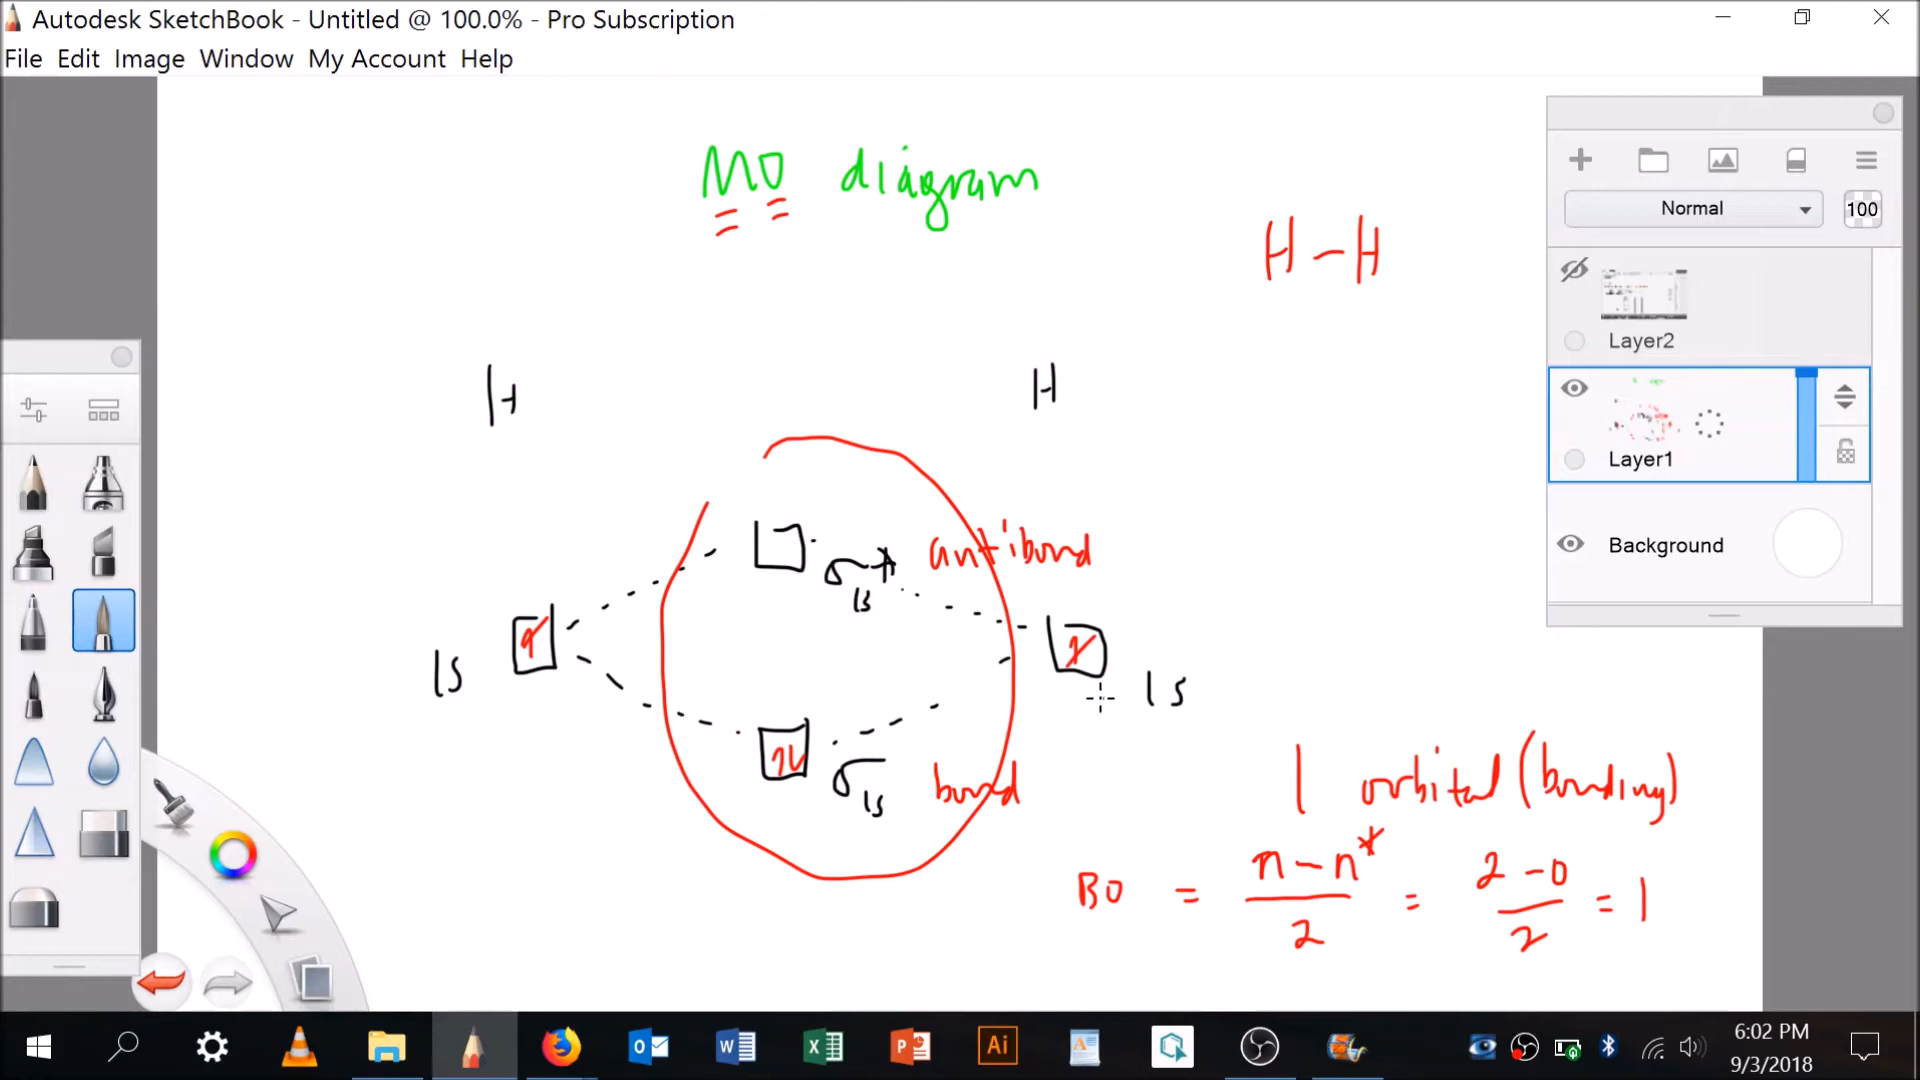 Autodesk SketchBook - Untitled @ 100.0% - Pro Subscription
File Edit Image Window My Account Help
MO diagram
H - H
Normal
100
Layer2
Layer1
Background
H
H
antibond
σ*
1s
1s
1s
σ
1s
bond
1 orbital (bonding)
BO = n-n*/2 = 2-0/2 = 1
Ai
6:02 PM
9/3/2018